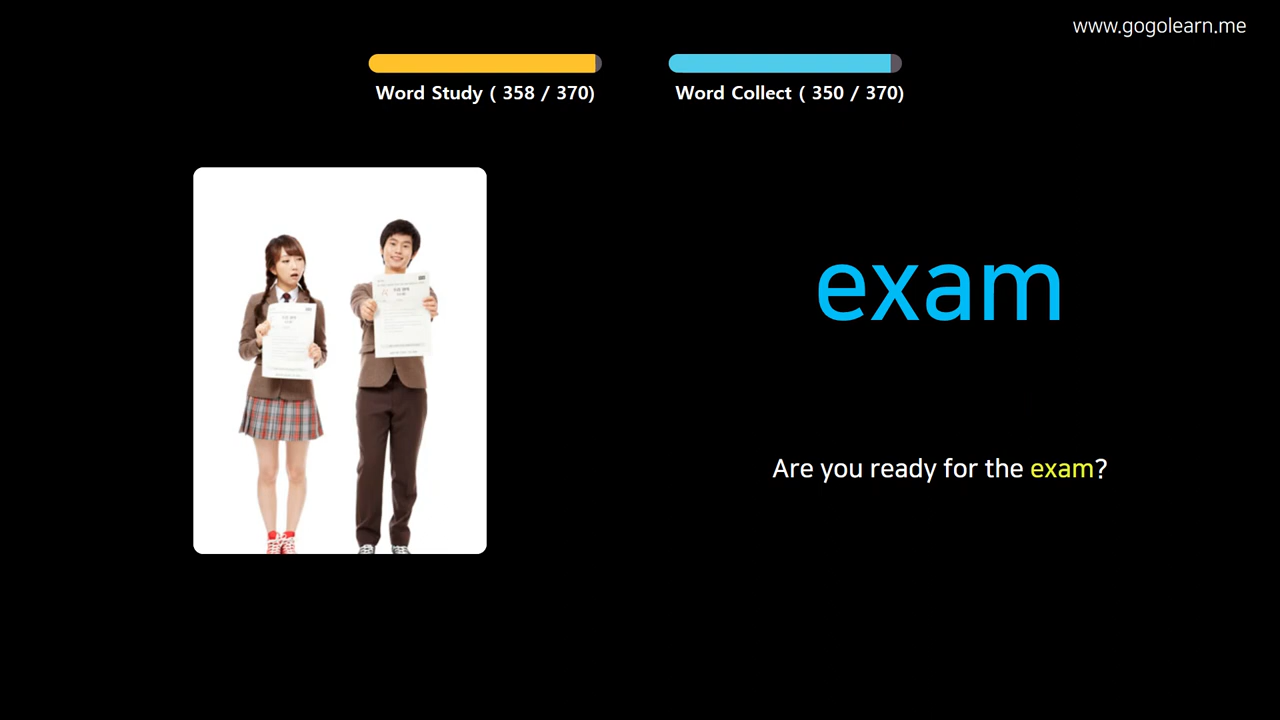 www.gogolearn.me
Word Study ( 358 / 370)
Word Collect ( 350 / 370)
exam
Are you ready for the exam?